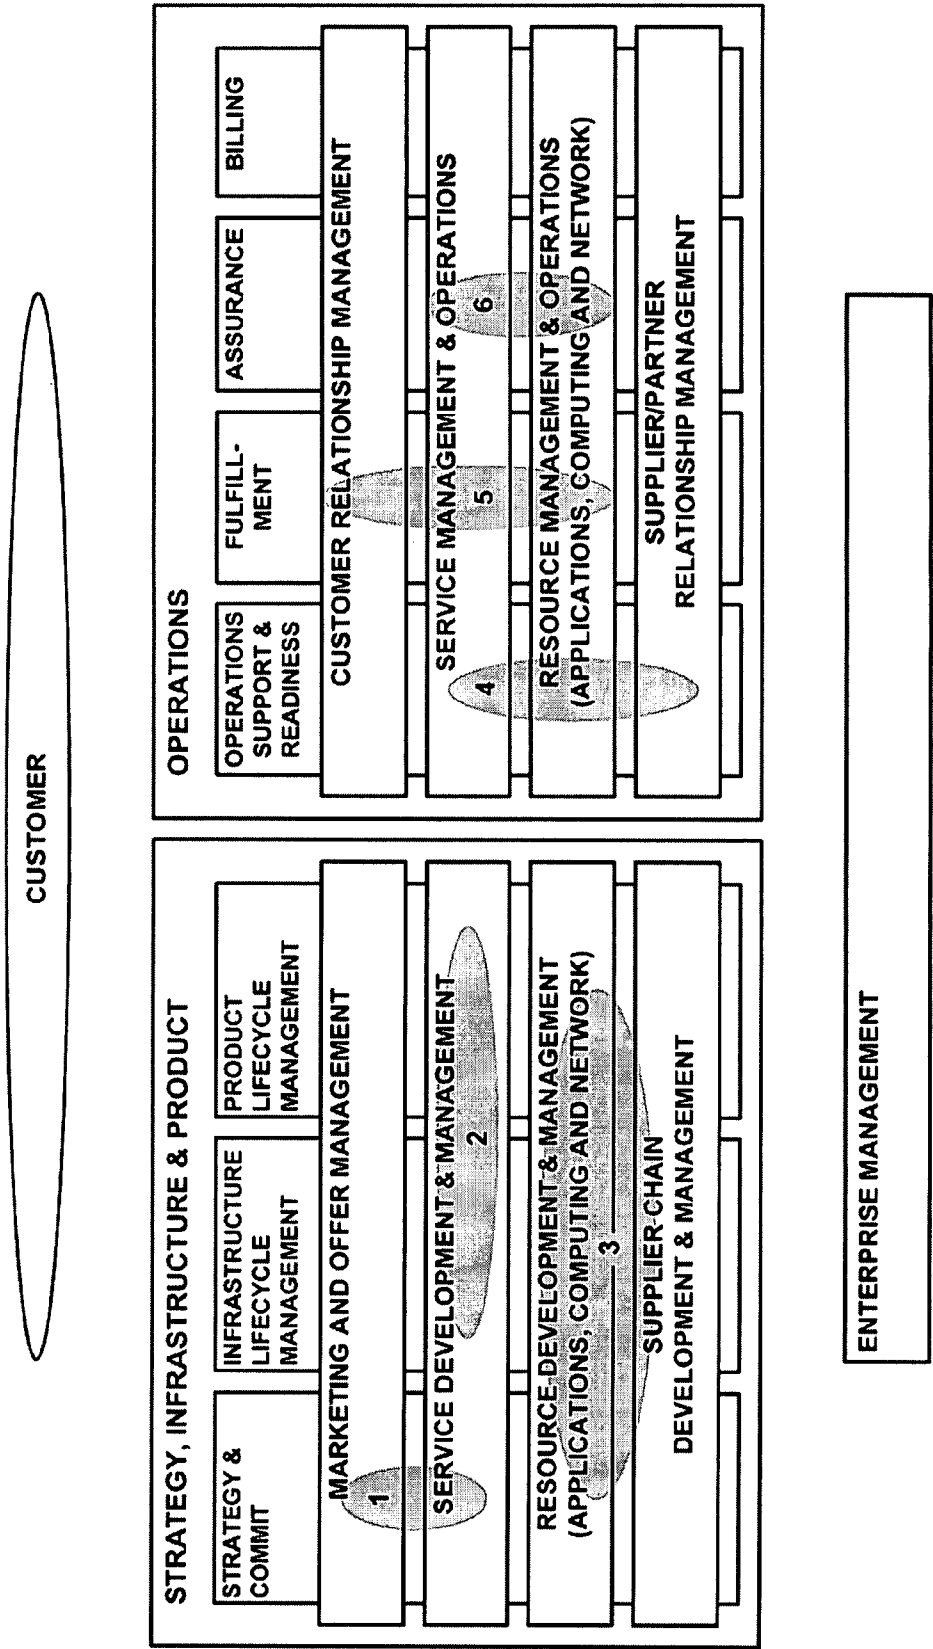 CUSTOMER
STRATEGY, INFRASTRUCTURE & PRODUCT
STRATEGY &
COMMIT
INFRASTRUCTURE
LIFECYCLE
MANAGEMENT
PRODUCT
LIFECYCLE
MANAGEMENT
MARKETING AND OFFER MANAGEMENT
1
SERVICE DEVELOPMENT & MANAGEMENT
2
RESOURCE-DEVELOPMENT & MANAGEMENT
(APPLICATIONS, COMPUTING AND NETWORK)
3
SUPPLIER-CHAIN
DEVELOPMENT & MANAGEMENT
OPERATIONS
OPERATIONS
SUPPORT &
READINESS
FULFILL-
MENT
ASSURANCE
BILLING
CUSTOMER RELATIONSHIP MANAGEMENT
SERVICE MANAGEMENT & OPERATIONS
4
5
6
RESOURCE MANAGEMENT & OPERATIONS
(APPLICATIONS, COMPUTING AND NETWORK)
SUPPLIER/PARTNER
RELATIONSHIP MANAGEMENT
ENTERPRISE MANAGEMENT